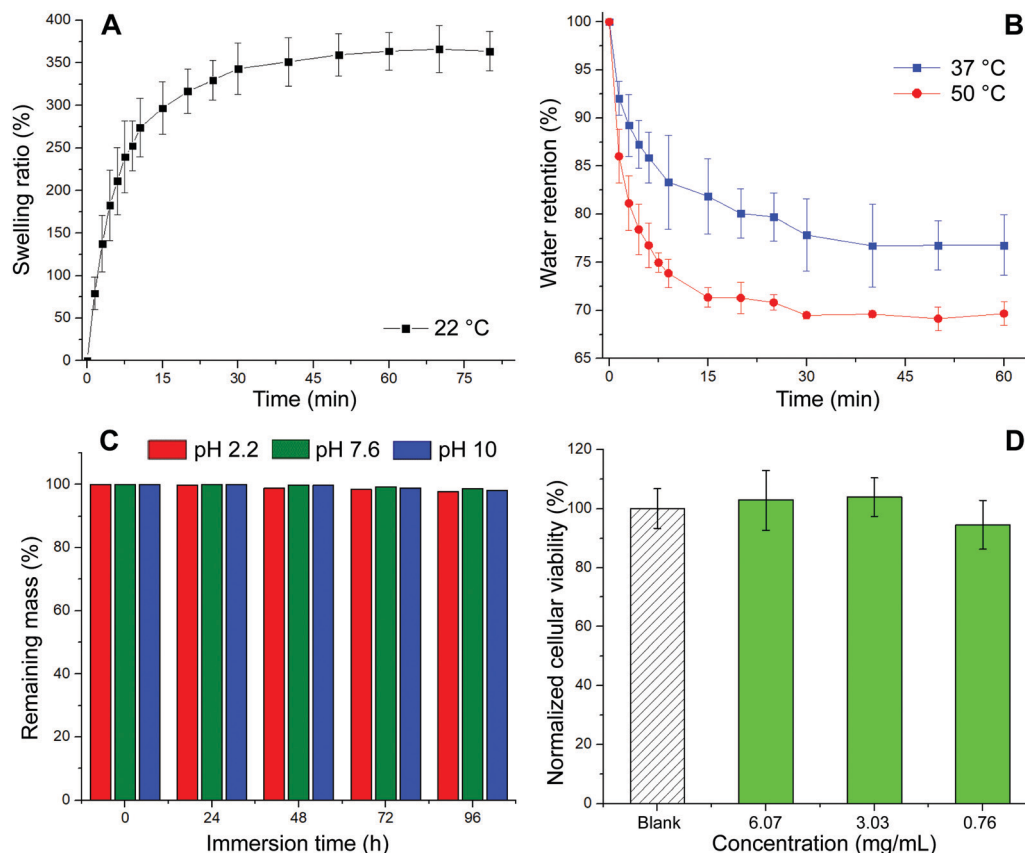 A
400
350
300
250
200
150
100
50
0
Swelling ratio (%)
22 °C
0 15 30 45 60 75
Time (min)
B
100
95
90
85
80
75
70
65
Water retention (%)
37 °C
50 °C
0 15 30 45 60
Time (min)
C
pH 2.2 pH 7.6 pH 10
100
80
60
40
20
0
Remaining mass (%)
0 24 48 72 96
Immersion time (h)
D
120
100
80
60
40
20
0
Normalized cellular viability (%)
Blank 6.07 3.03 0.76
Concentration (mg/mL)